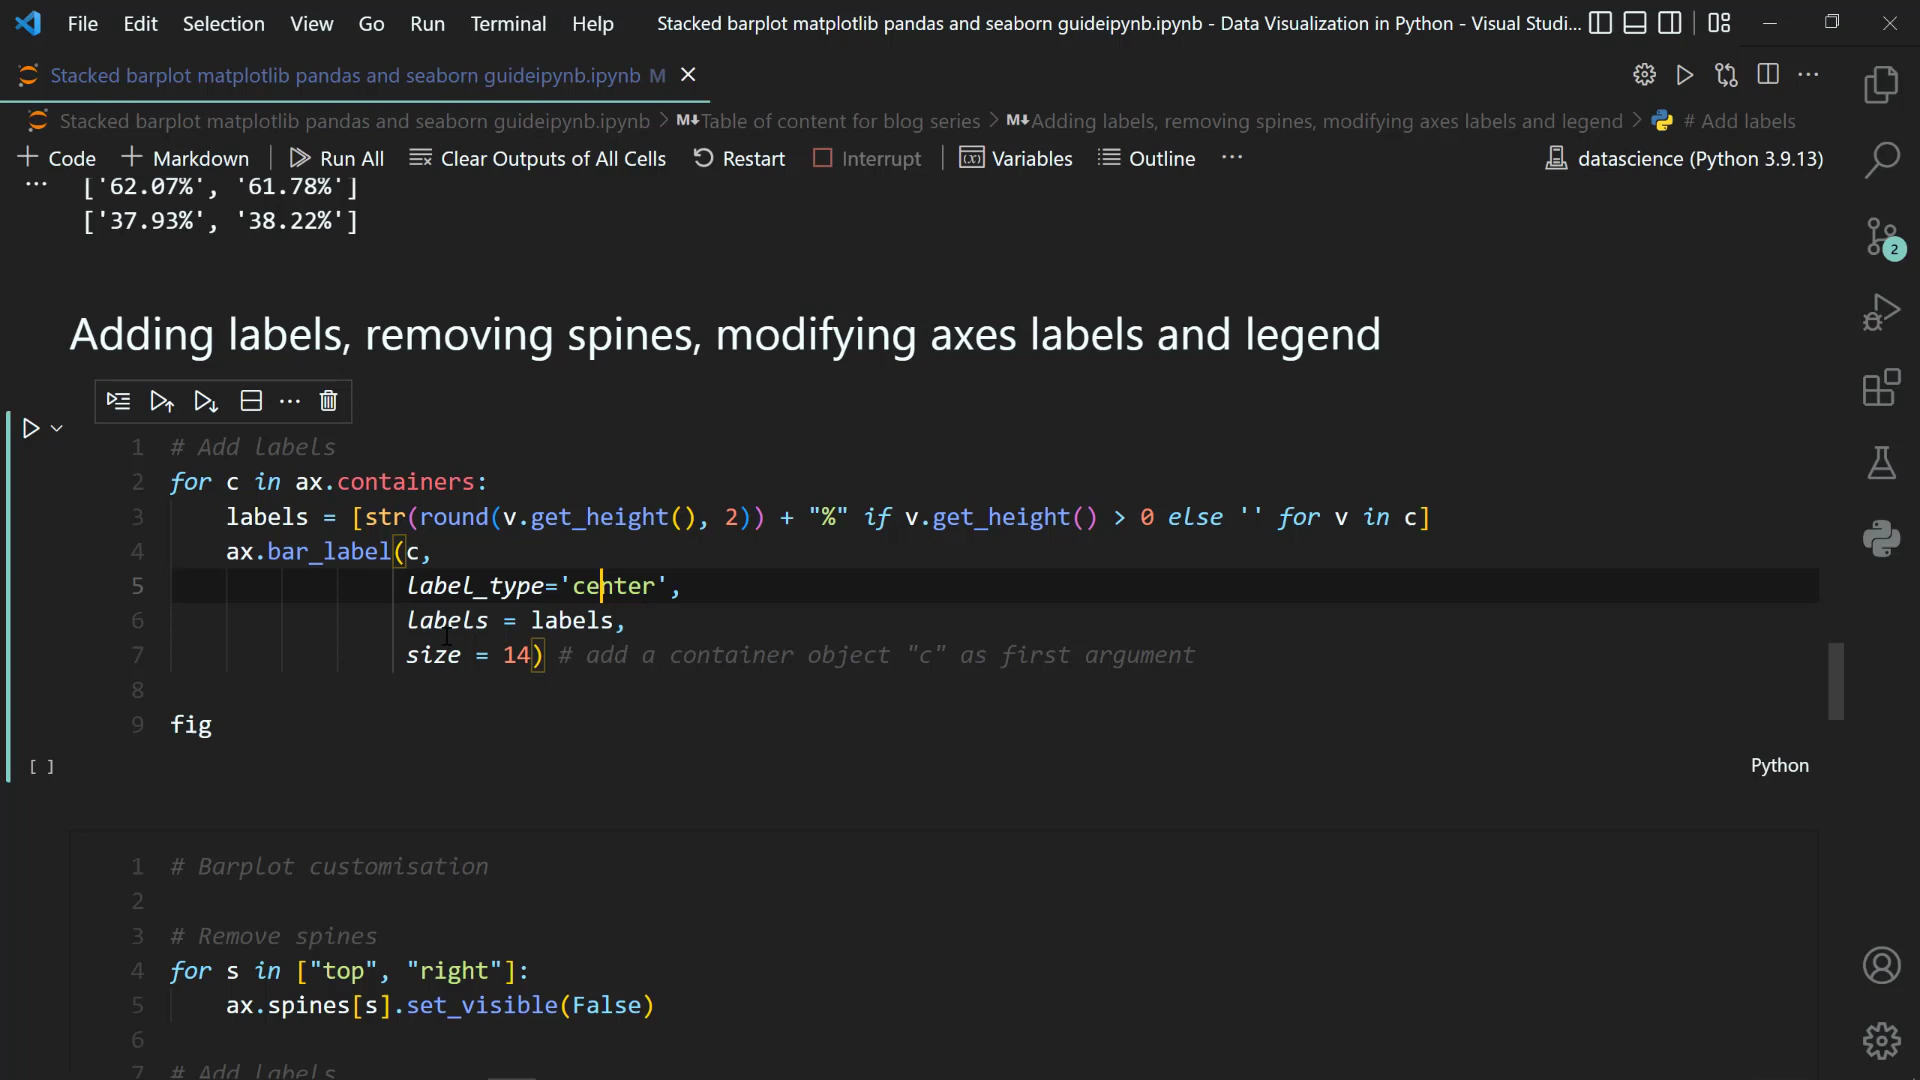 File Edit Selection View Go Run Terminal Help Stacked barplot matplotlib pandas and seaborn guideipynb.ipynb - Data Visualization in Python - Visual Studi...
Stacked barplot matplotlib pandas and seaborn guideipynb.ipynb M
Stacked barplot matplotlib pandas and seaborn guideipynb.ipynb > M↓Table of content for blog series > M↓Adding labels, removing spines, modifying axes labels and legend > # Add labels
+ Code + Markdown Run All Clear Outputs of All Cells Restart Interrupt Variables Outline ... datascience (Python 3.9.13)
... ['62.07%', '61.78%']
['37.93%', '38.22%']
2
Adding labels, removing spines, modifying axes labels and legend
1 # Add labels
2 for c in ax.containers:
3 labels = [str(round(v.get_height(), 2)) + "%" if v.get_height() > 0 else '' for v in c]
4 ax.bar_label(c,
5 label_type='center',
6 labels = labels,
7 size = 14) # add a container object "c" as first argument
8
9 fig
[ ] Python
1 # Barplot customisation
2
3 # Remove spines
4 for s in ["top", "right"]:
5 ax.spines[s].set_visible(False)
6
7 # Add labels